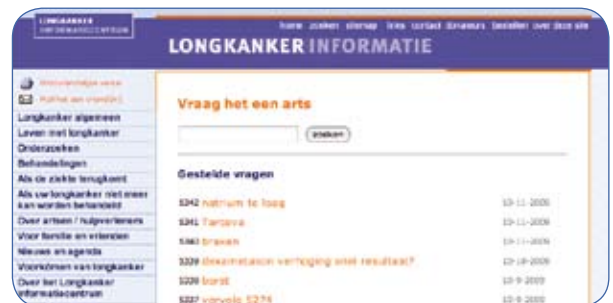 LONGKANKER
INFORMATIECENTRUM
home zoeken sitemap links contact donateurs bestellen over deze site
LONGKANKER INFORMATIE
Longkanker algemeen
Leven met longkanker
Onderzoeken
Behandelingen
Als de ziekte terugkomt
Als uw longkanker niet meer
kan worden behandeld
Over artsen / hulpverleners
Voor familie en vrienden
Nieuws en agenda
Voorkómen van longkanker
Over het Longkanker
Informatiecentrum
Vraag het een arts
zoeken
Gestelde vragen
5342 natrium te laag
5341 Tarceva
5340 braken
5339 dexametason verhoging snel resultaat?
5338 borst
5337 vervolg 5274